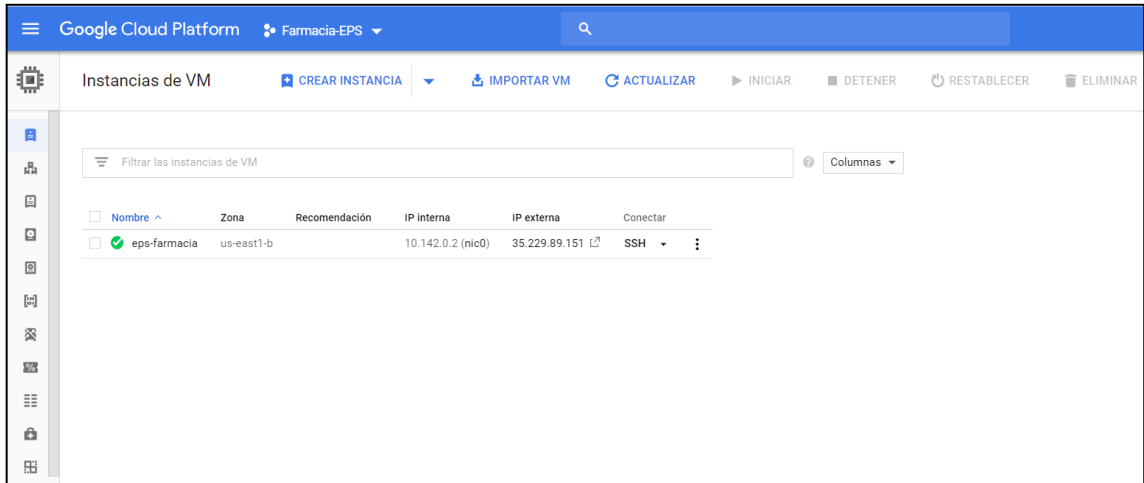 Google Cloud Platform Farmacia-EPS
Instancias de VM CREAR INSTANCIA IMPORTAR VM ACTUALIZAR INICIAR DETENER RESTABLECER ELIMINAR
Filtrar las instancias de VM Columnas
Nombre Zona Recomendación IP interna IP externa Conectar
eps-farmacia us-east1-b 10.142.0.2 (nic0) 35.229.89.151 SSH